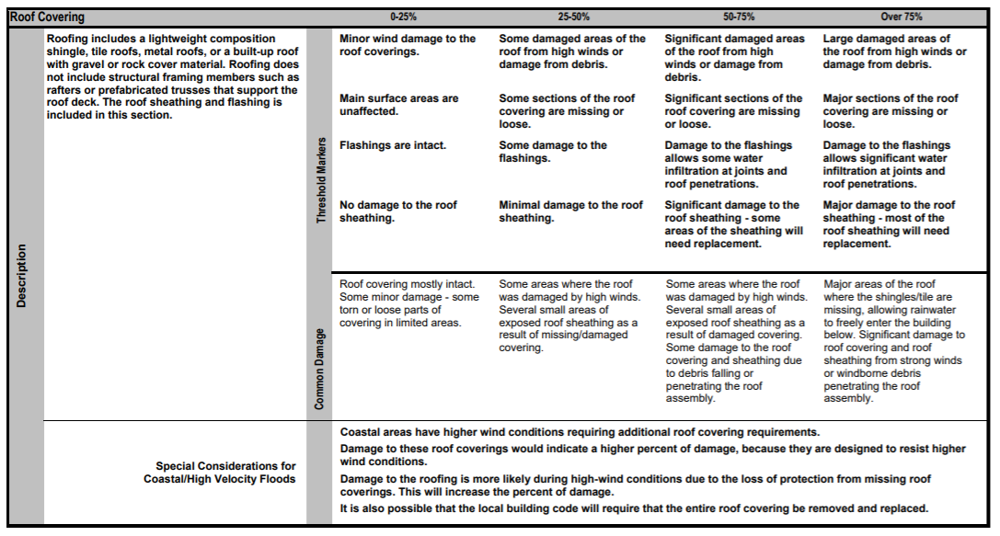 Roof Covering 0-25% 25-50% 50-75% Over 75%
Description
Roofing includes a lightweight composition
shingle, tile roofs, metal roofs, or a built-up roof
with gravel or rock cover material. Roofing does
not include structural framing members such as
rafters or prefabricated trusses that support the
roof deck. The roof sheathing and flashing is
included in this section.
Threshold Markers
Minor wind damage to the
roof coverings.
Some damaged areas of the
roof from high winds or
damage from debris.
Significant damaged areas
of the roof from high
winds or damage from
debris.
Large damaged areas of
the roof from high winds or
damage from debris.
Main surface areas are
unaffected.
Some sections of the roof
covering are missing or
loose.
Significant sections of the
roof covering are missing
or loose.
Major sections of the roof
covering are missing or
loose.
Flashings are intact.
Some damage to the
flashings.
Damage to the flashings
allows some water
infiltration at joints and
roof penetrations.
Damage to the flashings
allows significant water
infiltration at joints and
roof penetrations.
No damage to the roof
sheathing.
Minimal damage to the roof
sheathing.
Significant damage to the
roof sheathing - some
areas of the sheathing will
need replacement.
Major damage to the roof
sheathing - most of the
roof sheathing will need
replacement.
Common Damage
Roof covering mostly intact.
Some minor damage - some
torn or loose parts of
covering in limited areas.
Some areas where the roof
was damaged by high winds.
Several small areas of
exposed roof sheathing as a
result of missing/damaged
covering.
Some areas where the roof
was damaged by high winds.
Several small areas of
exposed roof sheathing as a
result of damaged covering.
Some damage to the roof
covering and sheathing due
to debris falling or
penetrating the roof
assembly.
Major areas of the roof
where the shingles/tile are
missing, allowing rainwater
to freely enter the building
below. Significant damage to
roof covering and roof
sheathing from strong winds
or windborne debris
penetrating the roof
assembly.
Special Considerations for
Coastal/High Velocity Floods
Coastal areas have higher wind conditions requiring additional roof covering requirements.
Damage to these roof coverings would indicate a higher percent of damage, because they are designed to resist higher
wind conditions.
Damage to the roofing is more likely during high-wind conditions due to the loss of protection from missing roof
coverings. This will increase the percent of damage.
It is also possible that the local building code will require that the entire roof covering be removed and replaced.